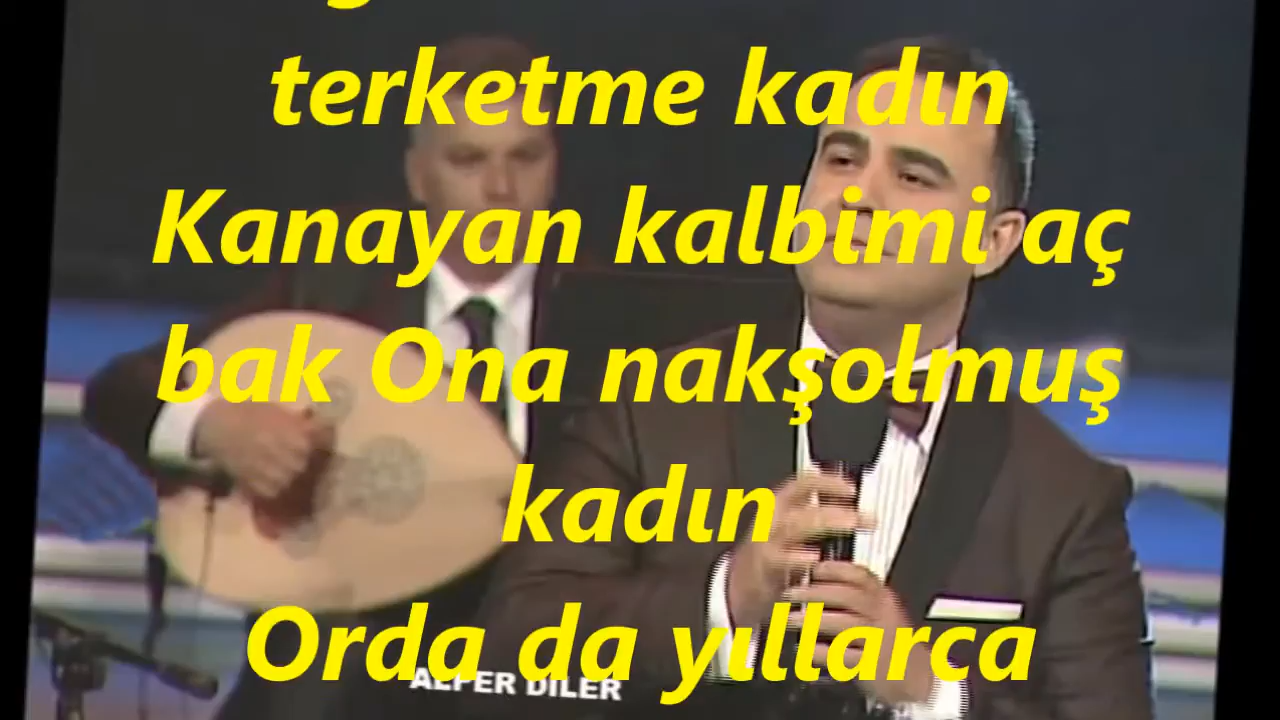 terketme kadın
Kanayan kalbimi aç
bak Ona nakşolmuş
kadın
Orda da yıllarca
ALPER DİLER